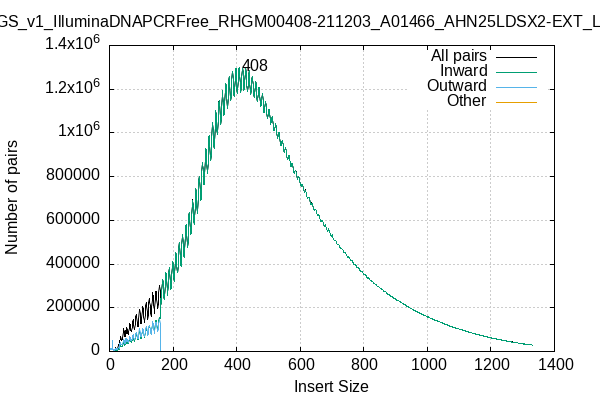 GS_v1_IlluminaDNAPCRFree_RHGM00408-211203_A01466_AHN25LDSX2-EXT_L
1.4x10^6
1.2x10^6
1x10^6
800000
600000
400000
200000
0
Number of pairs
408
All pairs
Inward
Outward
Other
0 200 400 600 800 1000 1200 1400
Insert Size